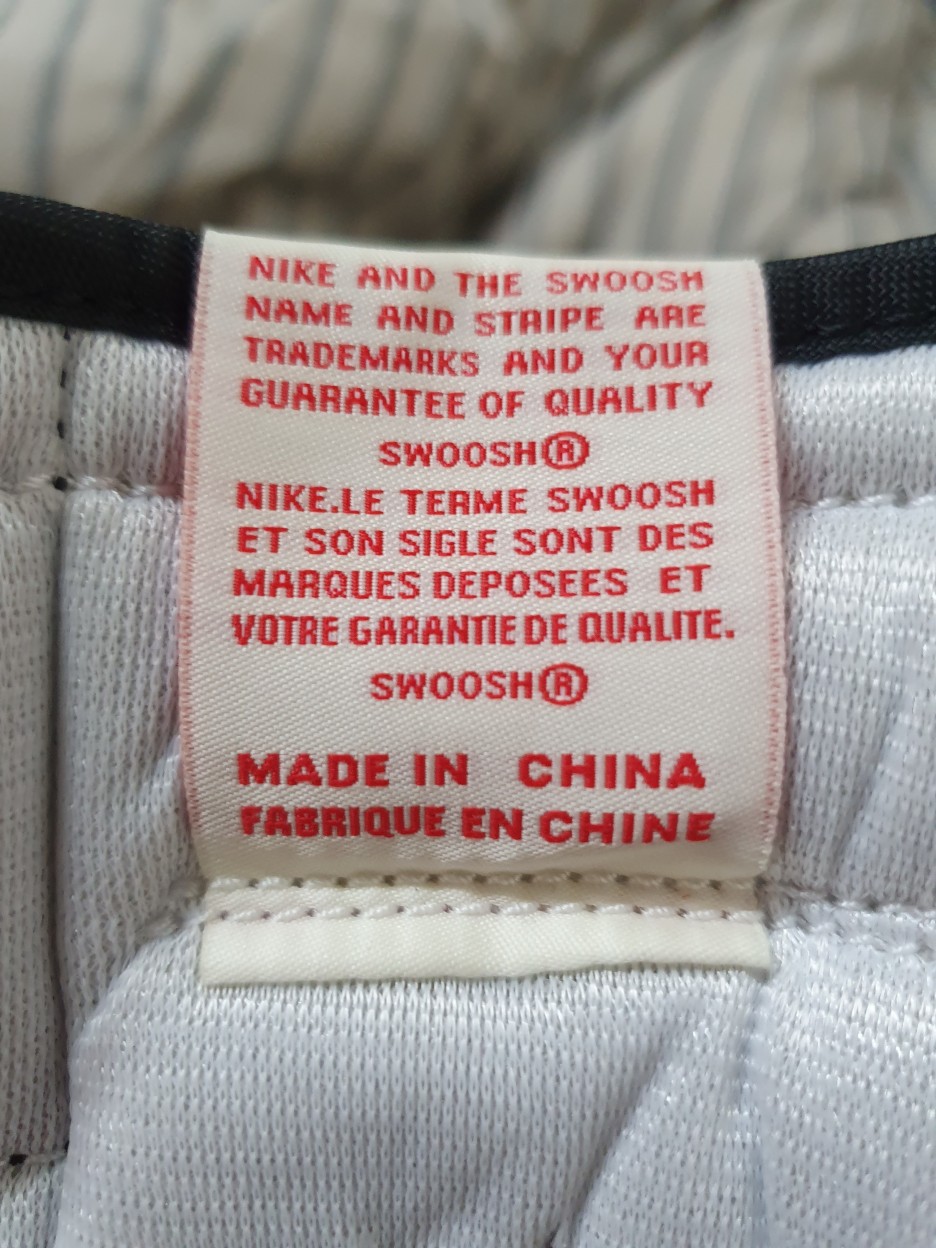 NIKE AND THE SWOOSH
NAME AND STRIPE ARE
TRADEMARKS AND YOUR
GUARANTEE OF QUALITY
SWOOSH®
NIKE.LE TERME SWOOSH
ET SON SIGLE SONT DES
MARQUES DEPOSEES ET
VOTRE GARANTIE DE QUALITE.
SWOOSH®
MADE IN CHINA
FABRIQUE EN CHINE